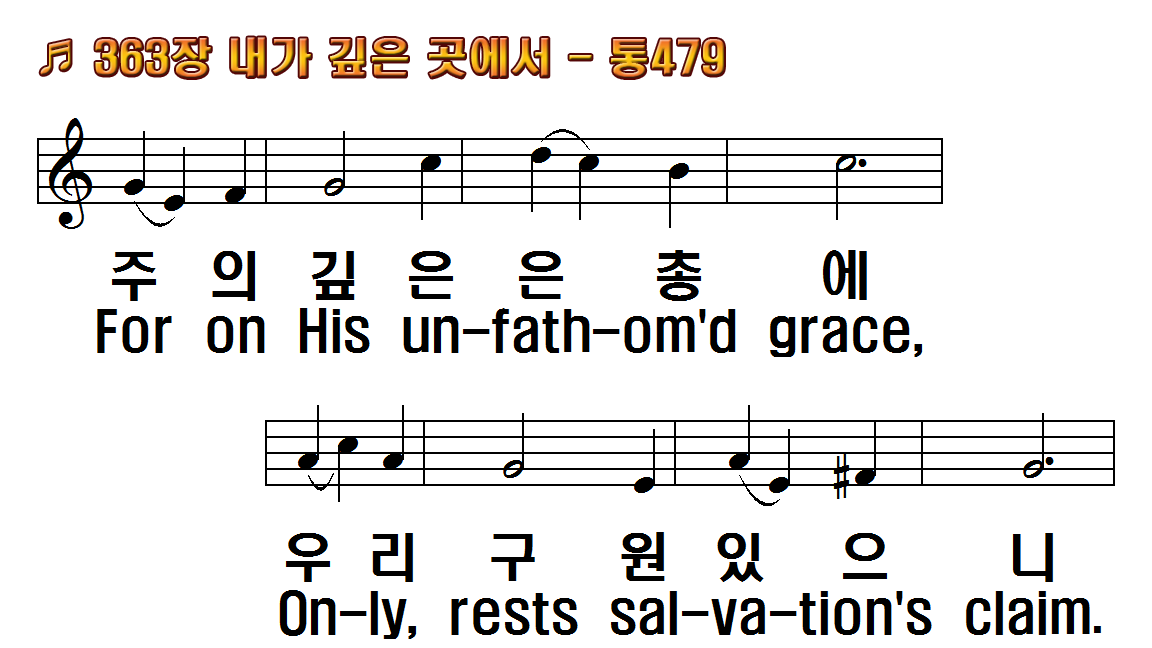 ♬ 363장 내가 깊은 곳에서 - 통479
주 의 깊 은 은 총 에
For on His un-fath-om'd grace,
우 리 구 원 있 으 니
On-ly, rests sal-va-tion's claim.